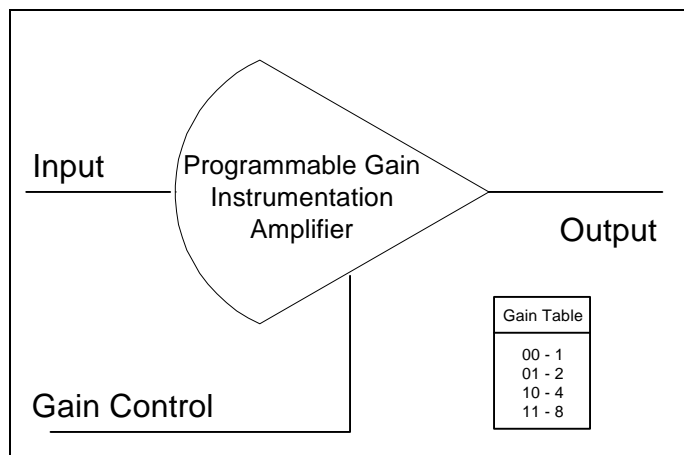 Input
Programmable Gain
Instrumentation
Amplifier
Output
Gain Table
00 - 1
01 - 2
10 - 4
11 - 8
Gain Control